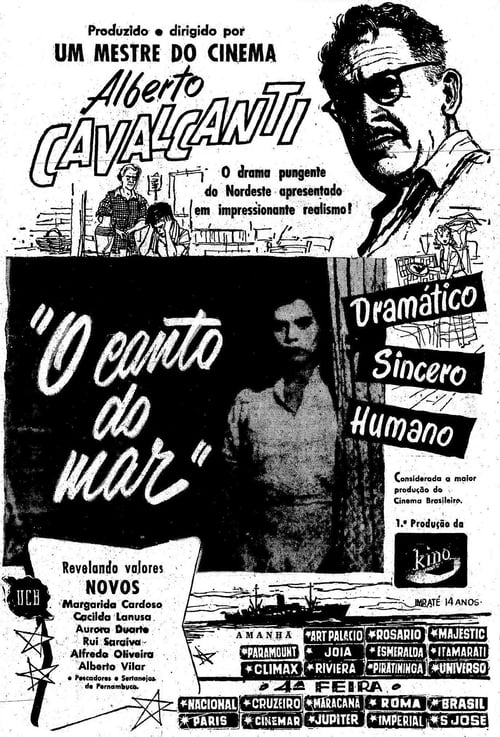 Produzido e dirigido por
UM MESTRE DO CINEMA
Alberto
CAVALCANTI
O drama pungente
do Nordeste apresentado
em impressionante realismo!
"O canto
do
mar"
Dramático
Sincero
Humano
Considerada a maior
produção do
Cinema Brasileiro.
1.ª Produção da
kino
IMP. ATÉ 14 ANOS.
UCB
Revelando valores
NOVOS
Margarida Cardoso
Cacilda Lanusa
Aurora Duarte
Rui Saraiva
Alfredo Oliveira
Alberto Vilar
e Pescadores e Sertanejos
de Pernambuco.
AMANHÃ
ART PALACIO ROSARIO MAJESTIC
PARAMOUNT JOIA ESMERALDA ITAMARATI
CLIMAX RIVIERA PIRATININGA UNIVERSO
4ª FEIRA
NACIONAL CRUZEIRO MARACANÃ ROMA BRASIL
PARIS CINEMAR JUPITER IMPERIAL S. JOSE